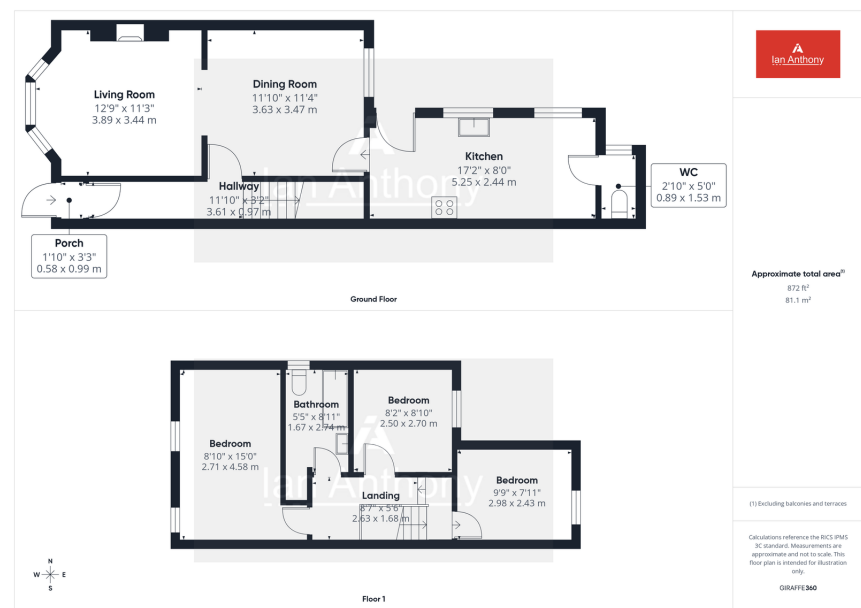 Living Room
12'9" x 11'3"
3.89 x 3.44 m
Dining Room
11'10" x 11'4"
3.63 x 3.47 m
Kitchen
17'2" x 8'0"
5.25 x 2.44 m
WC
2'10" x 5'0"
0.89 x 1.53 m
Hallway
11'10" x 3'2"
3.61 x 0.97 m
Porch
1'10" x 3'3"
0.58 x 0.99 m
Ian Anthony
Ground Floor
Bedroom
8'10" x 15'0"
2.71 x 4.58 m
Bathroom
5'5" x 8'11"
1.67 x 2.74 m
Bedroom
8'2" x 8'10"
2.50 x 2.70 m
Bedroom
9'9" x 7'11"
2.98 x 2.43 m
Landing
8'7" x 5'6"
2.63 x 1.68 m
Ian Anthony
N
W E
S
Floor 1
Ian Anthony
Approximate total area(1)
872 ft²
81.1 m²
(1) Excluding balconies and terraces
Calculations reference the RICS IPMS
3C standard. Measurements are
approximate and not to scale. This
floor plan is intended for illustration
only.
GIRAFFE360